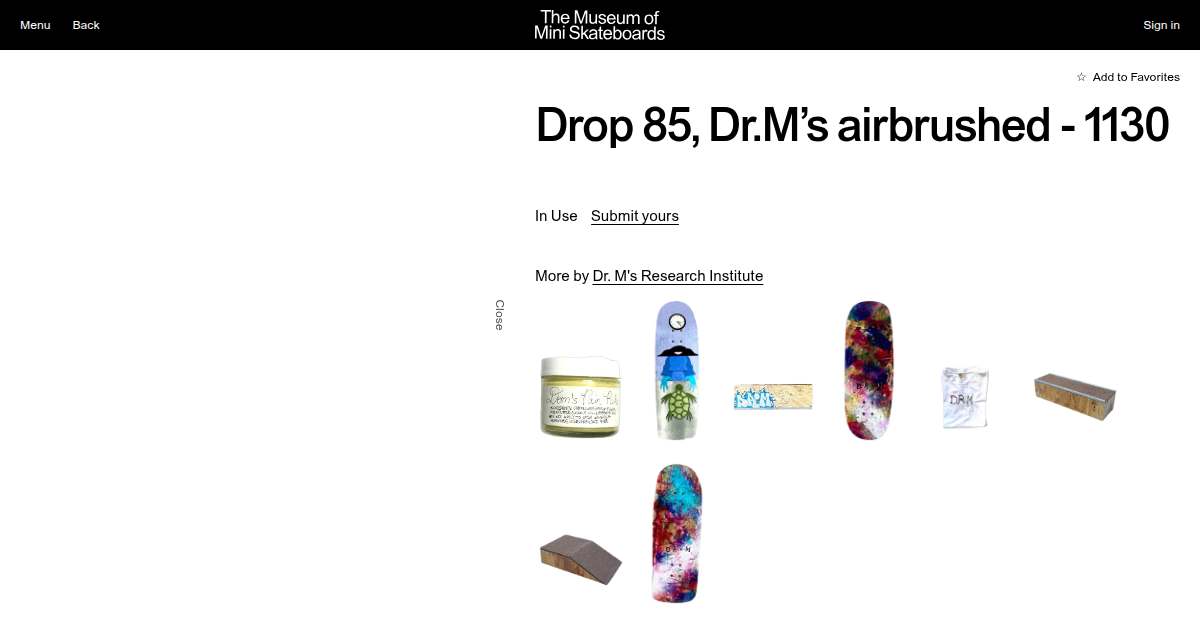 Menu
Back
The Museum of
Mini Skateboards
Sign in
☆ Add to Favorites
Drop 85, Dr.M’s airbrushed - 1130
In Use Submit yours
More by Dr. M's Research Institute
Close
DR.M